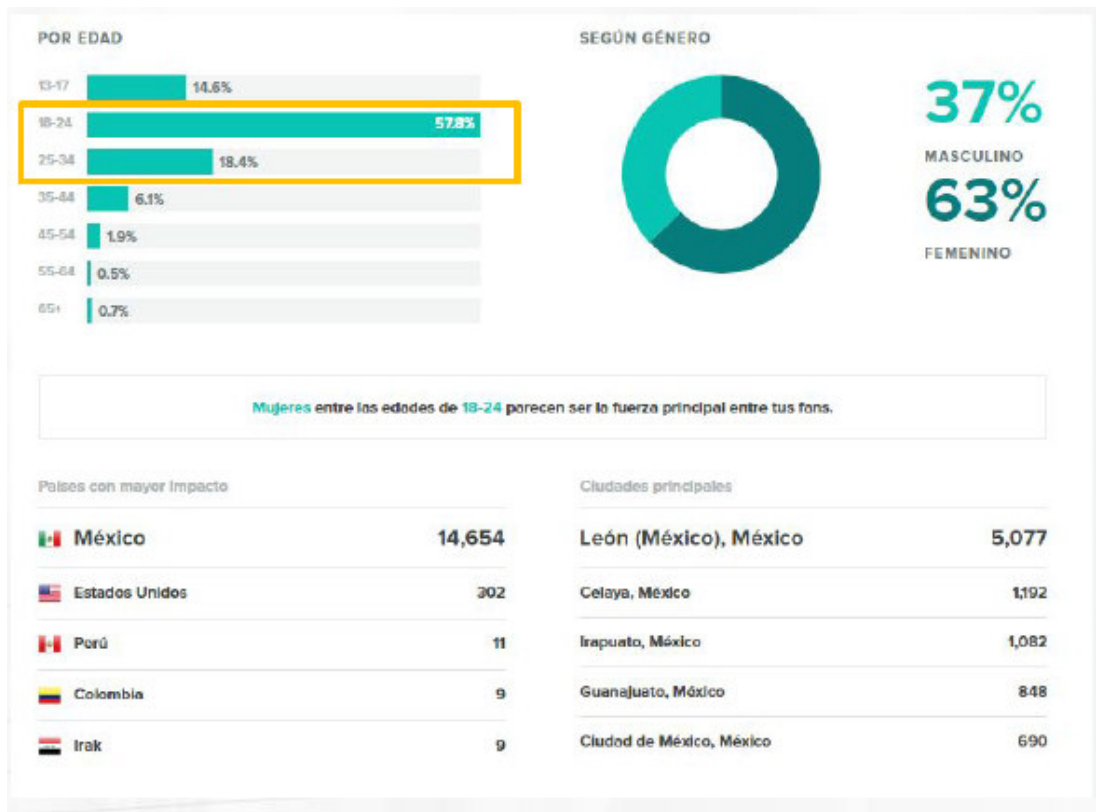 POR EDAD
13-17 14.6%
18-24 57.8%
25-34 18.4%
35-44 6.1%
45-54 1.9%
55-64 0.5%
65+ 0.7%
SEGÚN GÉNERO
37%
MASCULINO
63%
FEMENINO
Mujeres entre las edades de 18-24 parecen ser la fuerza principal entre tus fans.
Países con mayor impacto
México 14,654
Estados Unidos 302
Perú 11
Colombia 9
Irak 9
Ciudades principales
León (México), México 5,077
Celaya, México 1,192
Irapuato, México 1,082
Guanajuato, México 848
Ciudad de México, México 690